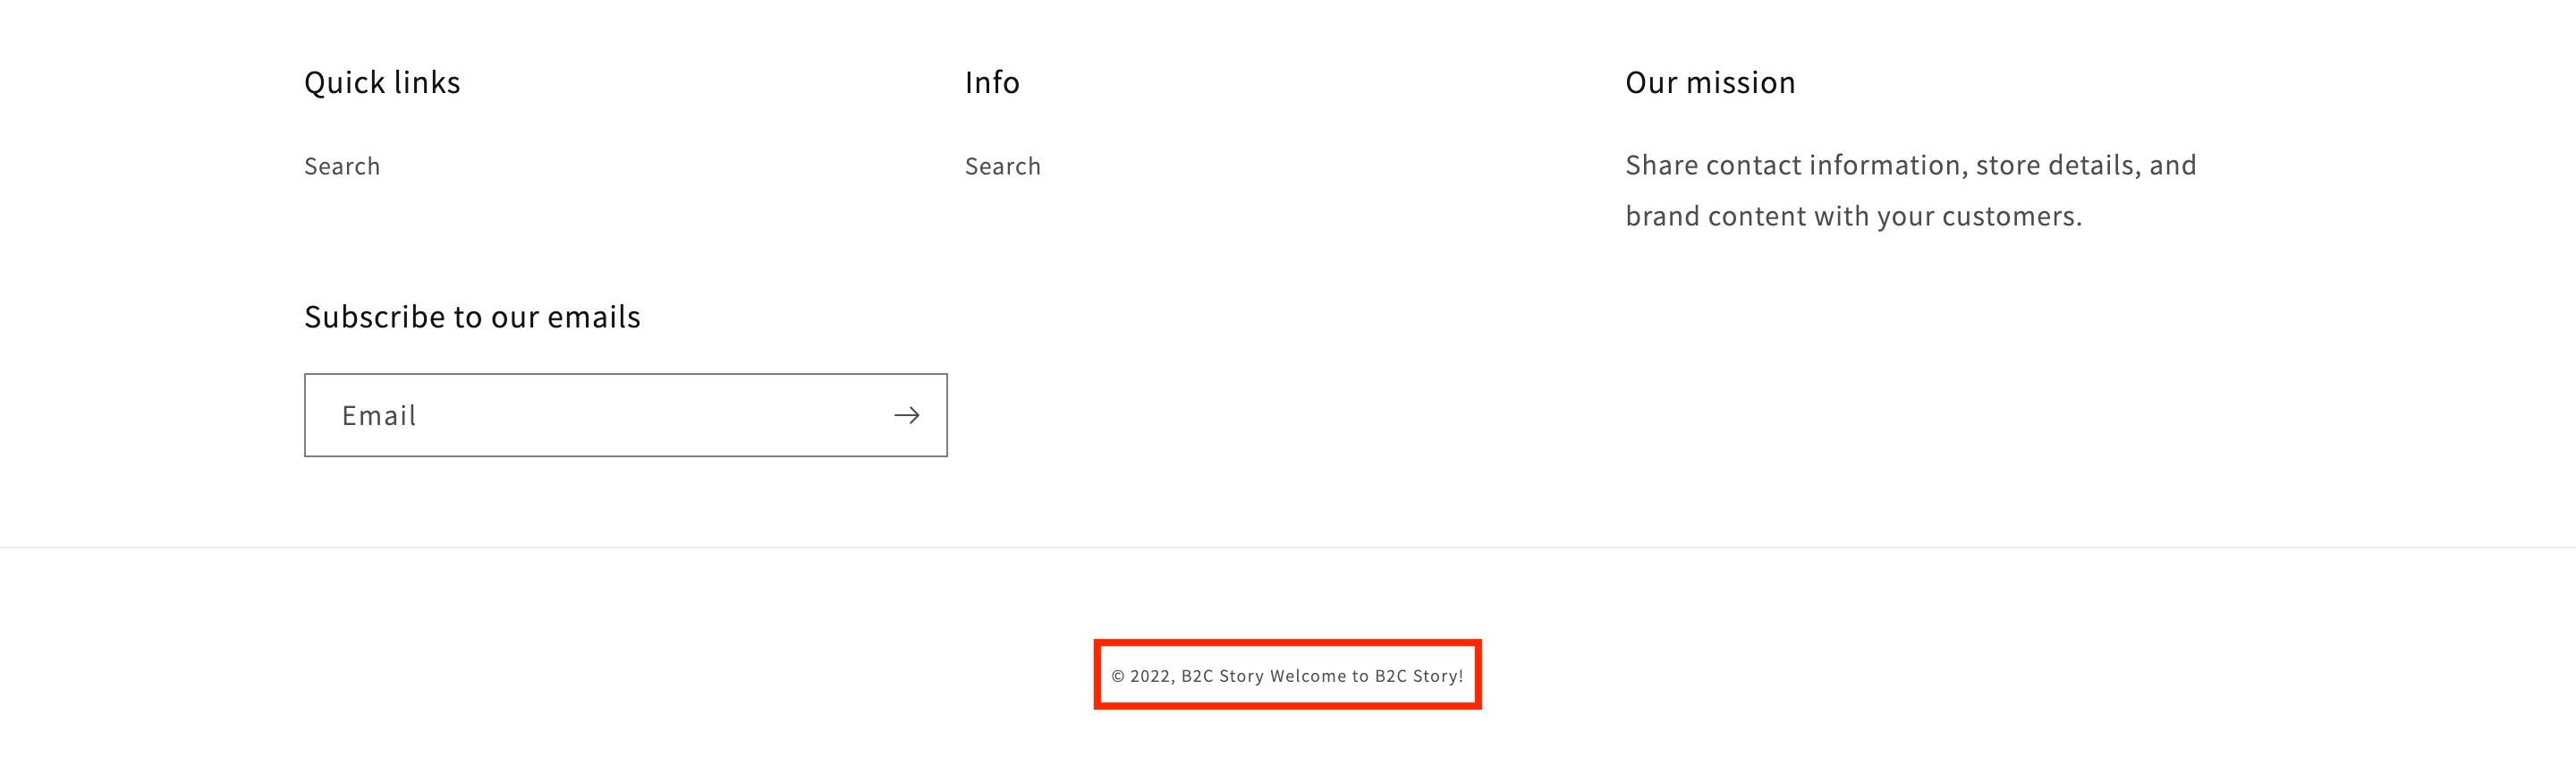 Quick links
Search
Info
Search
Our mission
Share contact information, store details, and
brand content with your customers.
Subscribe to our emails
Email
© 2022, B2C Story Welcome to B2C Story!